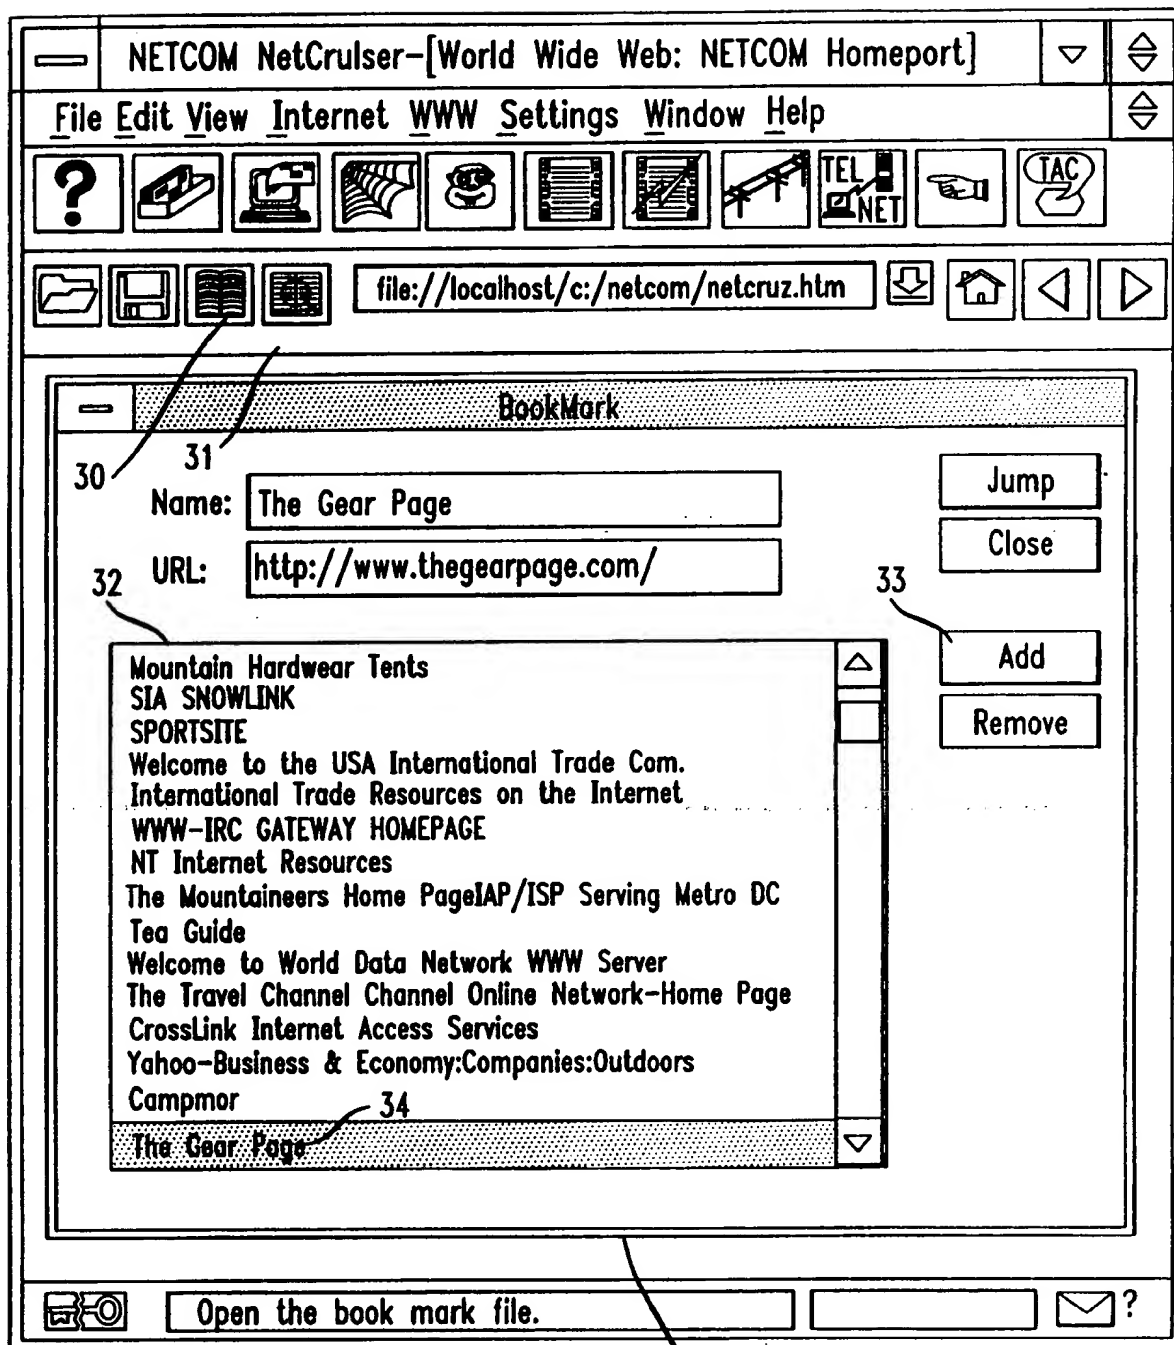 NETCOM NetCrulser-[World Wide Web: NETCOM Homeport]
File Edit View Internet WWW Settings Window Help
?
TEL
NET
TAC
file://localhost/c:/netcom/netcruz.htm
BookMark
30
31
Name: The Gear Page
Jump
URL: http://www.thegearpage.com/
Close
32
33
Add
Remove
Mountain Hardwear Tents
SIA SNOWLINK
SPORTSITE
Welcome to the USA International Trade Com.
International Trade Resources on the Internet
WWW-IRC GATEWAY HOMEPAGE
NT Internet Resources
The Mountaineers Home PageIAP/ISP Serving Metro DC
Tea Guide
Welcome to World Data Network WWW Server
The Travel Channel Channel Online Network-Home Page
CrossLink Internet Access Services
Yahoo-Business & Economy:Companies:Outdoors
Campmor
34
The Gear Page
Open the book mark file.
?